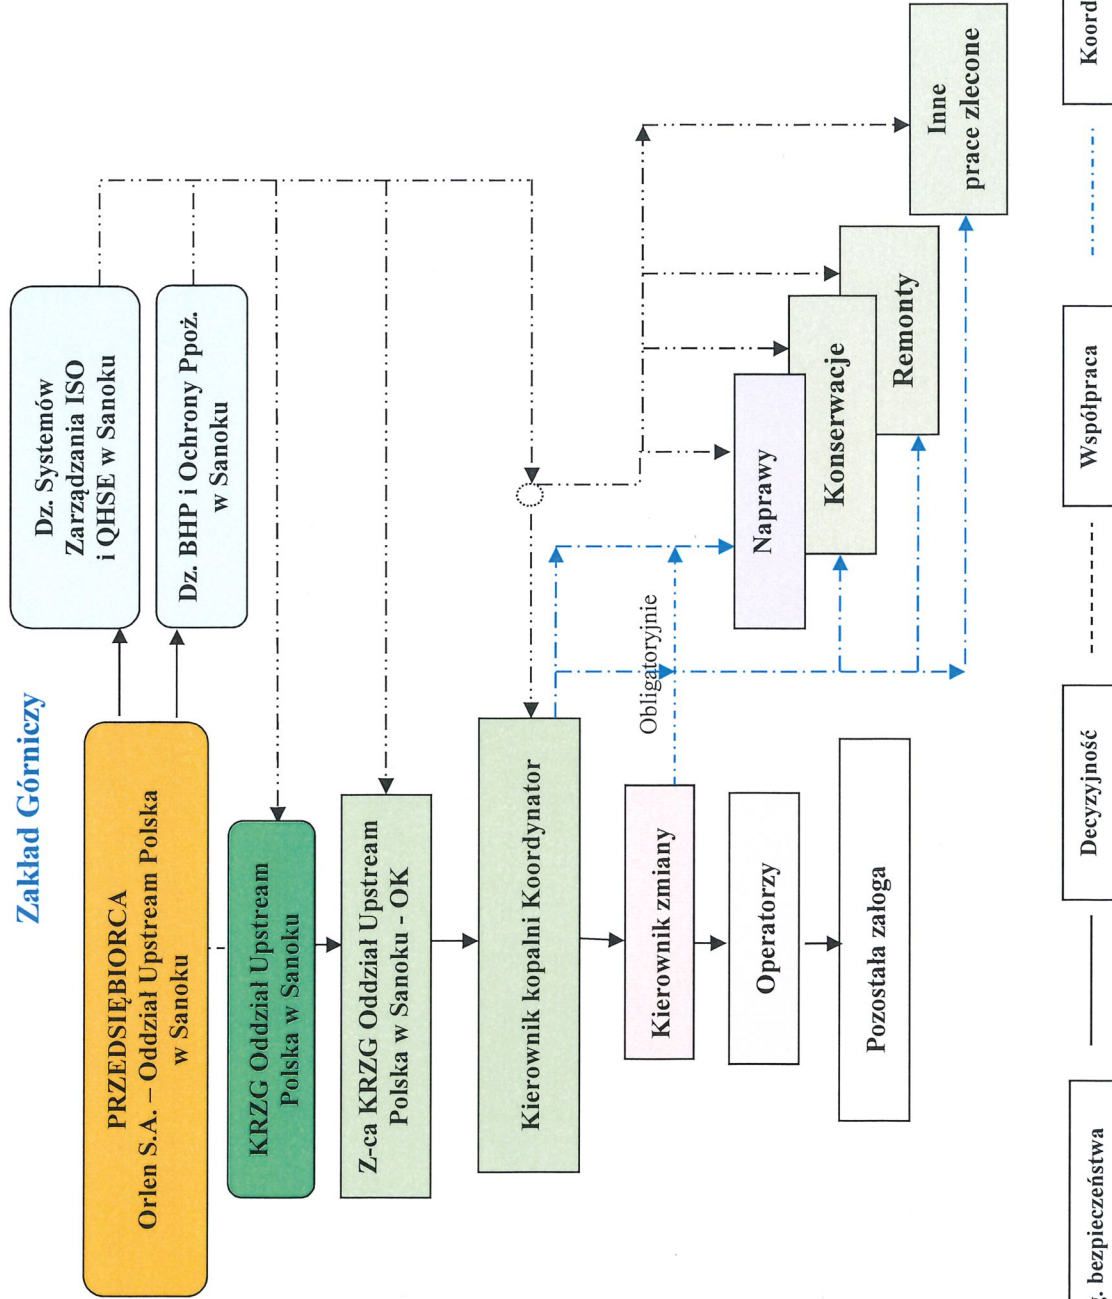 Zakład Górniczy
PRZEDSIĘBIORCA
Orlen S.A. – Oddział Upstream Polska
w Sanoku
Dz. Systemów
Zarządzania ISO
i QHSE w Sanoku
Dz. BHP i Ochrony Ppoż.
w Sanoku
KRZG Oddział Upstream
Polska w Sanoku
Z-ca KRZG Oddział Upstream
Polska w Sanoku - OK
Kierownik kopalni Koordynator
Obligatoryjnie
Kierownik zmiany
Operatorzy
Pozostała załoga
Naprawy
Konserwacje
Remonty
Inne
prace zlecone
bezpieczeństwa
Decyzyjność
Współpraca
Koord